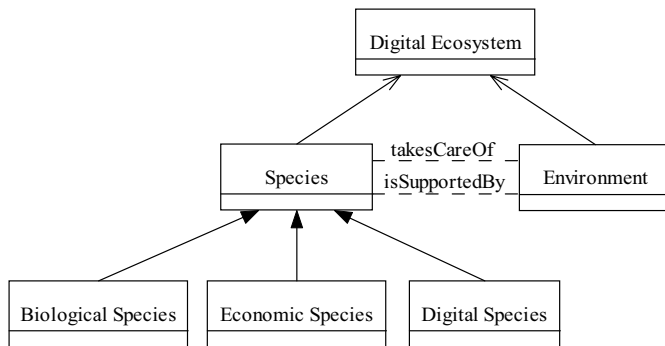 Digital Ecosystem
takesCareOf
Species
isSupportedBy
Environment
Biological Species
Economic Species
Digital Species